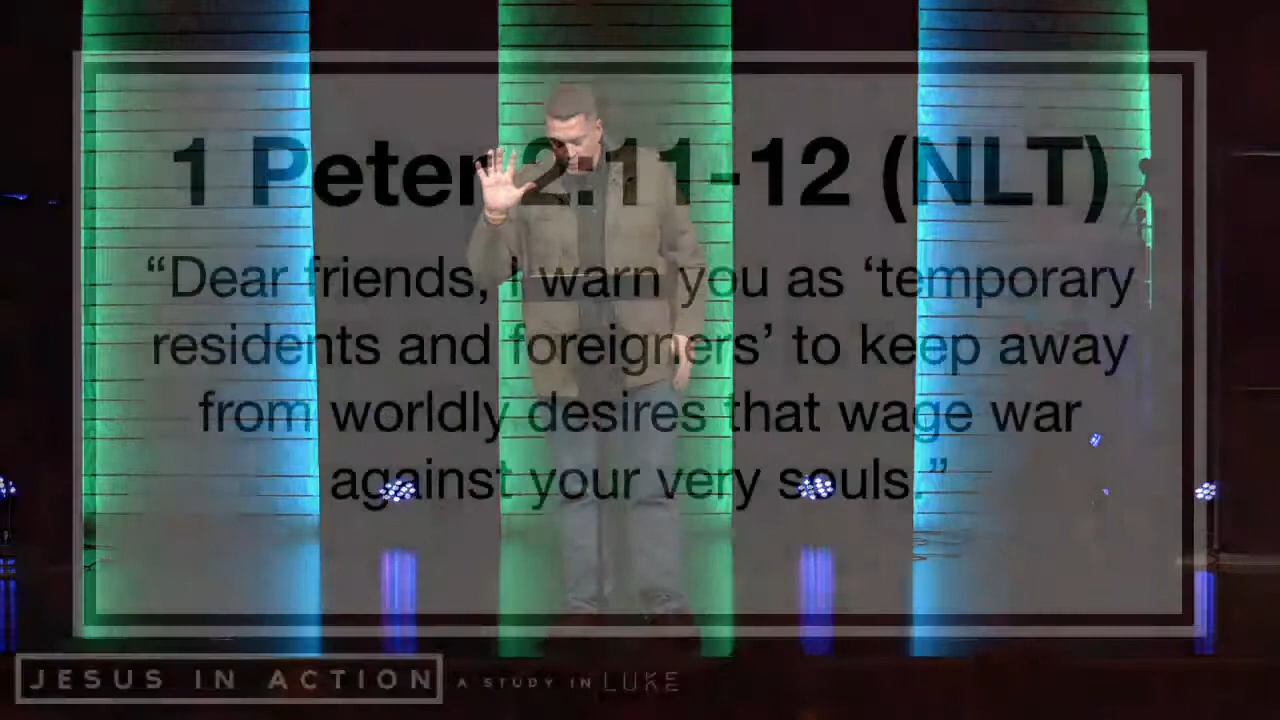 1 Peter 2:11-12 (NLT)
“Dear friends, I warn you as ‘temporary
residents and foreigners’ to keep away
from worldly desires that wage war
against your very souls.”
JESUS IN ACTION A STUDY IN LUKE